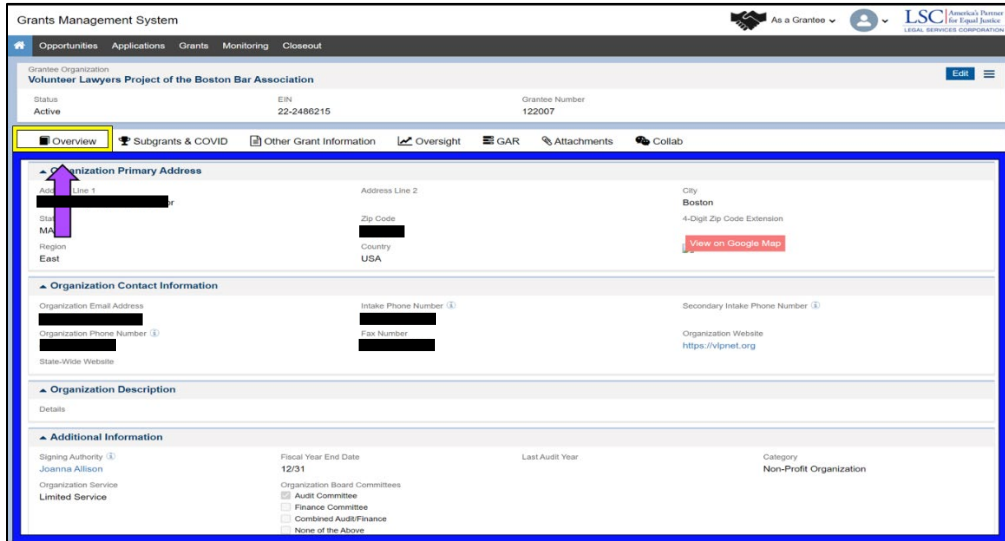 Grants Management System
As a Grantee
LSC America's Partner for Equal Justice
LEGAL SERVICES CORPORATION
Opportunities Applications Grants Monitoring Closeout
Grantee Organization
Volunteer Lawyers Project of the Boston Bar Association
Edit
Status EIN Grantee Number
Active 22-2486215 122007
Overview Subgrants & COVID Other Grant Information Oversight GAR Attachments Collab
Organization Primary Address
Line 1 Address Line 2 City
Boston
Zip Code 4-Digit Zip Code Extension
MA
View on Google Map
Region Country
East USA
Organization Contact Information
Organization Email Address Intake Phone Number Secondary Intake Phone Number
Organization Phone Number Fax Number Organization Website
https://vlpnet.org
State-Wide Website
Organization Description
Details
Additional Information
Signing Authority Fiscal Year End Date Last Audit Year Category
Joanna Allison 12/31 Non-Profit Organization
Organization Service Organization Board Committees
Limited Service Audit Committee
Finance Committee
Combined Audit/Finance
None of the Above